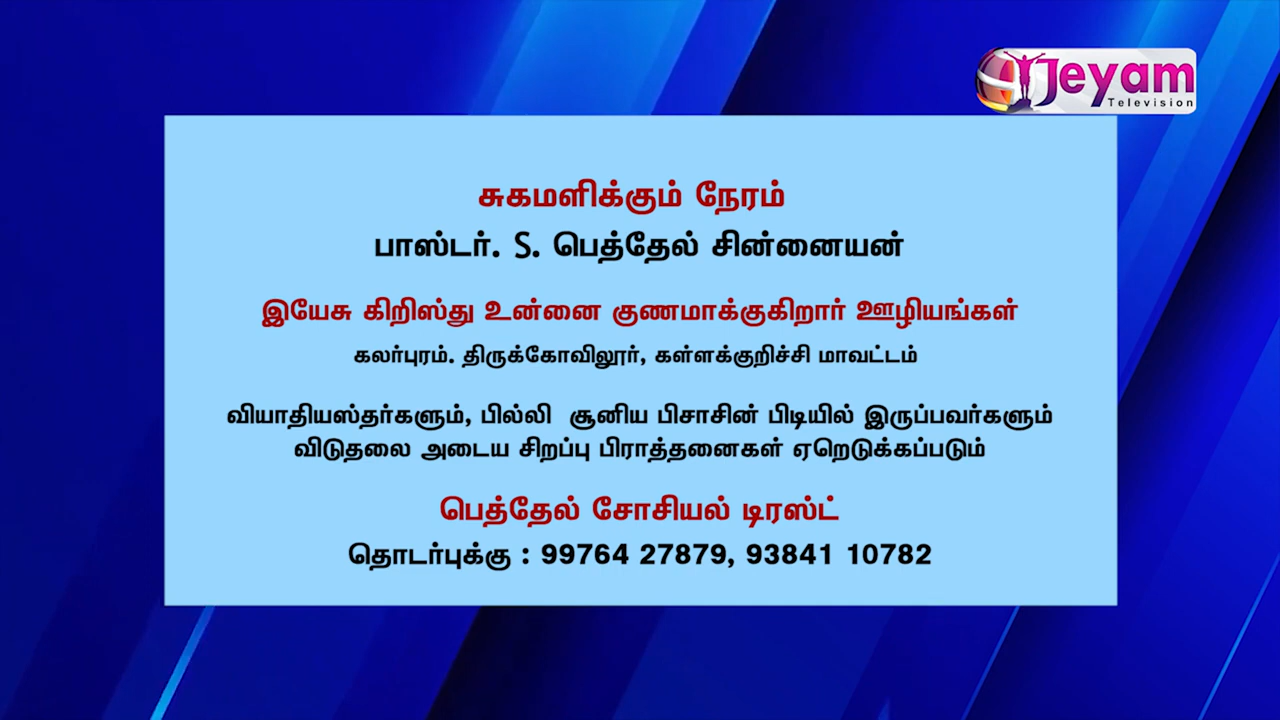 Jeyam
Television
சுகமளிக்கும் நேரம்
பாஸ்டர். S. பெத்தேல் சின்னையன்
இயேசு கிறிஸ்து உன்னை குணமாக்குகிறார் ஊழியங்கள்
கலர்புரம். திருக்கோவிலூர், கள்ளக்குறிச்சி மாவட்டம்
வியாதியஸ்தர்களும், பில்லி சூனிய பிசாசின் பிடியில் இருப்பவர்களும்
விடுதலை அடைய சிறப்பு பிராத்தனைகள் ஏறெடுக்கப்படும்
பெத்தேல் சோசியல் டிரஸ்ட்
தொடர்புக்கு : 99764 27879, 93841 10782